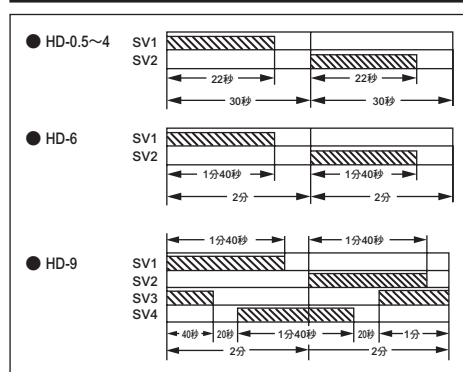 ● HD-0.5～4
SV1
SV2
22秒 22秒
30秒 30秒
● HD-6
SV1
SV2
1分40秒 1分40秒
2分 2分
● HD-9
1分40秒 1分40秒
SV1
SV2
SV3
SV4
40秒 20秒 1分40秒 20秒 1分
2分 2分